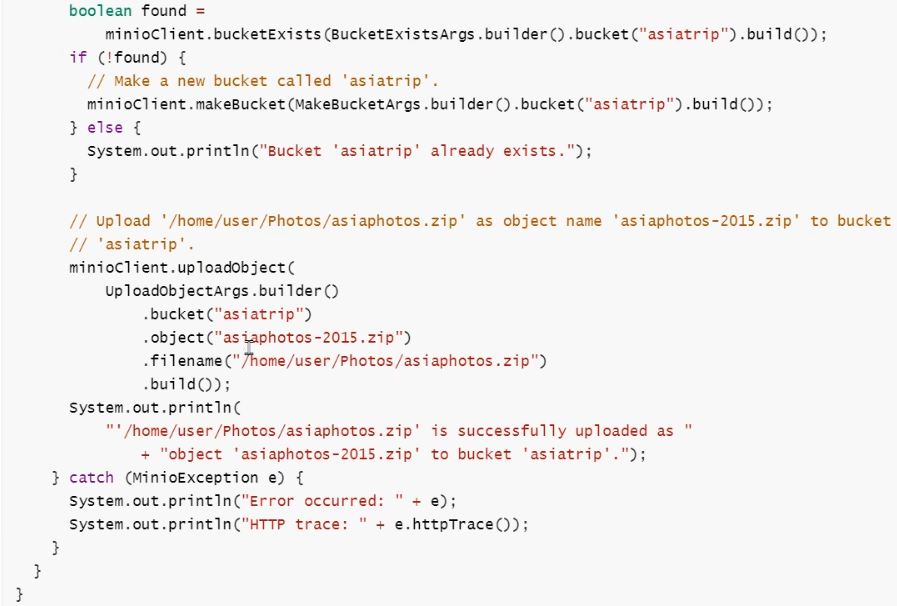 boolean found =
minioClient.bucketExists(BucketExistsArgs.builder().bucket("asiatrip").build());
if (!found) {
// Make a new bucket called 'asiatrip'.
minioClient.makeBucket(MakeBucketArgs.builder().bucket("asiatrip").build());
} else {
System.out.println("Bucket 'asiatrip' already exists.");
}
// Upload '/home/user/Photos/asiaphotos.zip' as object name 'asiaphotos-2015.zip' to bucket
// 'asiatrip'.
minioClient.uploadObject(
UploadObjectArgs.builder()
.bucket("asiatrip")
.object("asiaphotos-2015.zip")
.filename("/home/user/Photos/asiaphotos.zip")
.build());
System.out.println(
"'/home/user/Photos/asiaphotos.zip' is successfully uploaded as "
+ "object 'asiaphotos-2015.zip' to bucket 'asiatrip'.");
} catch (MinioException e) {
System.out.println("Error occurred: " + e);
System.out.println("HTTP trace: " + e.httpTrace());
}
}
}